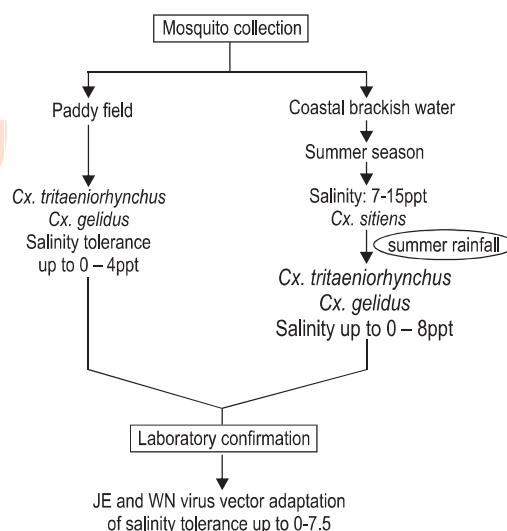 Mosquito collection
Paddy field
Cx. tritaeniorhynchus
Cx. gelidus
Salinity tolerance
up to 0 – 4ppt
Coastal brackish water
Summer season
Salinity: 7-15ppt
Cx. sitiens
summer rainfall
Cx. tritaeniorhynchus
Cx. gelidus
Salinity up to 0 – 8ppt
Laboratory confirmation
JE and WN virus vector adaptation
of salinity tolerance up to 0-7.5